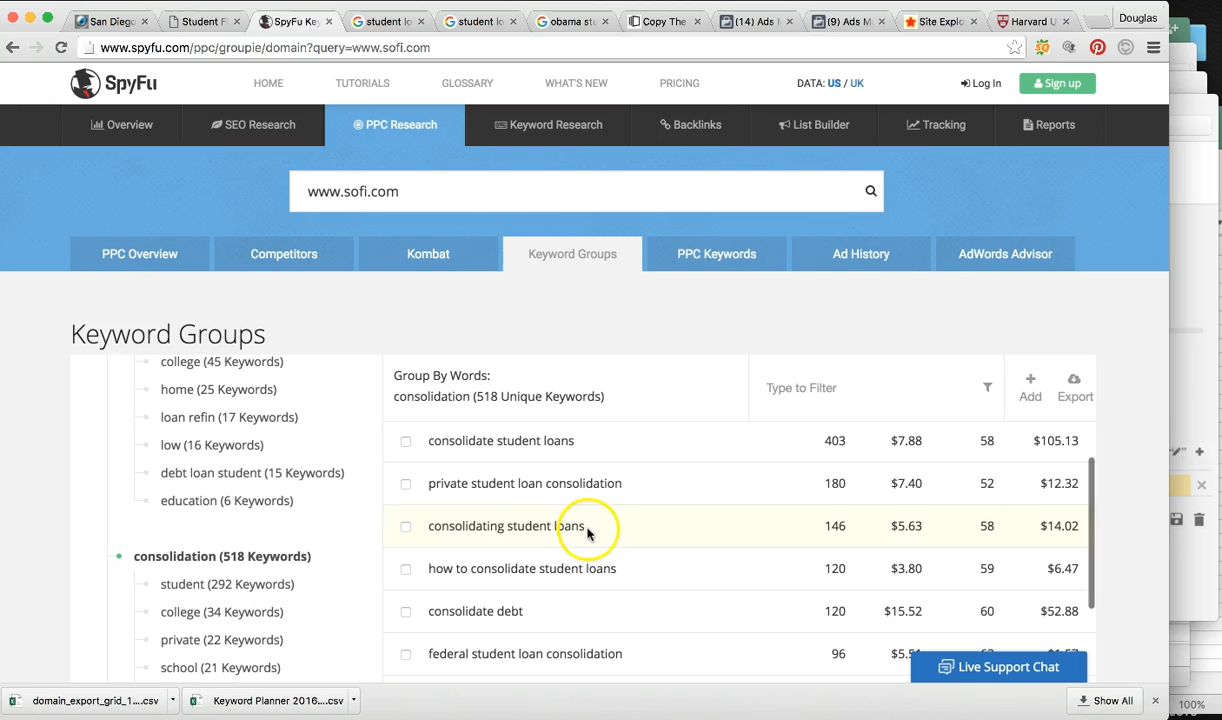 San Diego
Student F
SpyFu Key
student lo
student lo
obama stu
Copy The
(14) Ads M
(9) Ads M
Site Explo
Harvard U
Douglas
www.spyfu.com/ppc/groupie/domain?query=www.sofi.com
SpyFu
HOME
TUTORIALS
GLOSSARY
WHAT'S NEW
PRICING
DATA: US / UK
Log In
Sign up
Overview
SEO Research
PPC Research
Keyword Research
Backlinks
List Builder
Tracking
Reports
www.sofi.com
PPC Overview
Competitors
Kombat
Keyword Groups
PPC Keywords
Ad History
AdWords Advisor
Keyword Groups
college (45 Keywords)
home (25 Keywords)
loan refin (17 Keywords)
low (16 Keywords)
debt loan student (15 Keywords)
education (6 Keywords)
consolidation (518 Keywords)
student (292 Keywords)
college (34 Keywords)
private (22 Keywords)
school (21 Keywords)
Group By Words:
consolidation (518 Unique Keywords)
Type to Filter
Add
Export
consolidate student loans 403 $7.88 58 $105.13
private student loan consolidation 180 $7.40 52 $12.32
consolidating student loans 146 $5.63 58 $14.02
how to consolidate student loans 120 $3.80 59 $6.47
consolidate debt 120 $15.52 60 $52.88
federal student loan consolidation 96
Live Support Chat
domain_export_grid_1....csv
Keyword Planner 2016....csv
Show All
100%